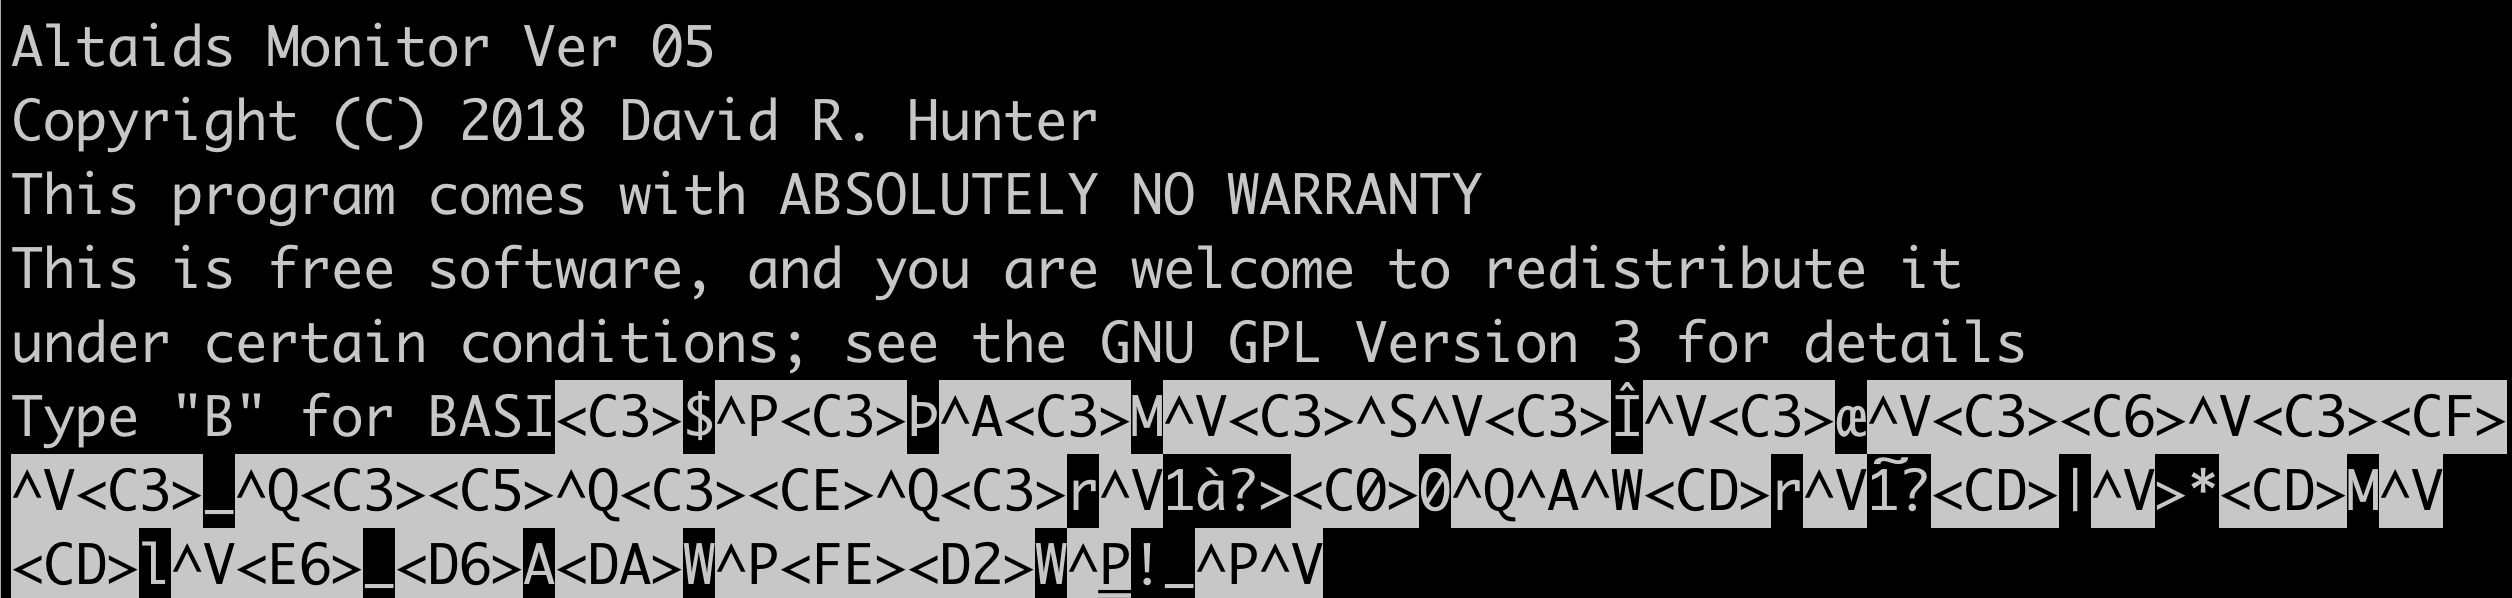 Altaids Monitor Ver 05
Copyright (C) 2018 David R. Hunter
This program comes with ABSOLUTELY NO WARRANTY
This is free software, and you are welcome to redistribute it
under certain conditions; see the GNU GPL Version 3 for details
Type "B" for BASI<C3>$^P<C3>Þ^A<C3>M^V<C3>^S^V<C3>Î^V<C3>æ^V<C3><C6>^V<C3><CF>
^V<C3>_^Q<C3><C5>^Q<C3><CE>^Q<C3>r^V1à?><C0>0^Q^A^W<CD>r^V1̃?<CD>|^V>*<CD>M^V
<CD>l^V<E6>_<D6>A<DA>W^P<FE><D2>W^P!_^P^V